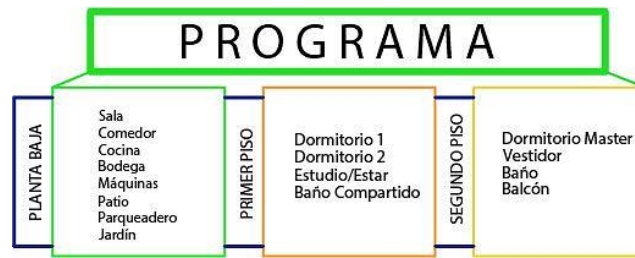 PROGRAMA
PLANTA BAJA
Sala
Comedor
Cocina
Bodega
Máquinas
Patio
Parqueadero
Jardín
PRIMER PISO
Dormitorio 1
Dormitorio 2
Estudio/Estar
Baño Compartido
SEGUNDO PISO
Dormitorio Master
Vestidor
Baño
Balcón